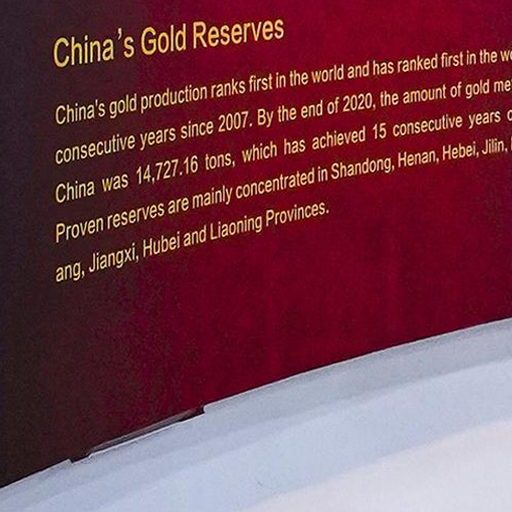 China's Gold Reserves
China's gold production ranks first in the world and has ranked first in the
consecutive years since 2007. By the end of 2020, the amount of gold
China was 14,727.16 tons, which has achieved 15 consecutive years
Proven reserves are mainly concentrated in Shandong, Henan, Hebei, Jilin,
ang, Jiangxi, Hubei and Liaoning Provinces.